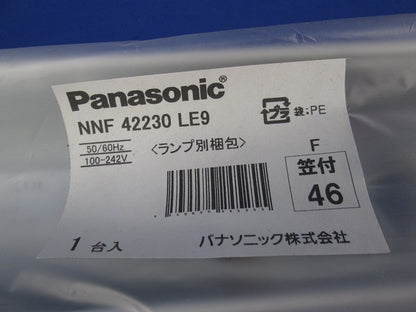 Panasonic®
NNF 42230 LE9
50/60Hz
100-242V
〈ランプ別梱包〉
プラ 袋:PE
F
笠付
46
1 台入
パナソニック株式会社